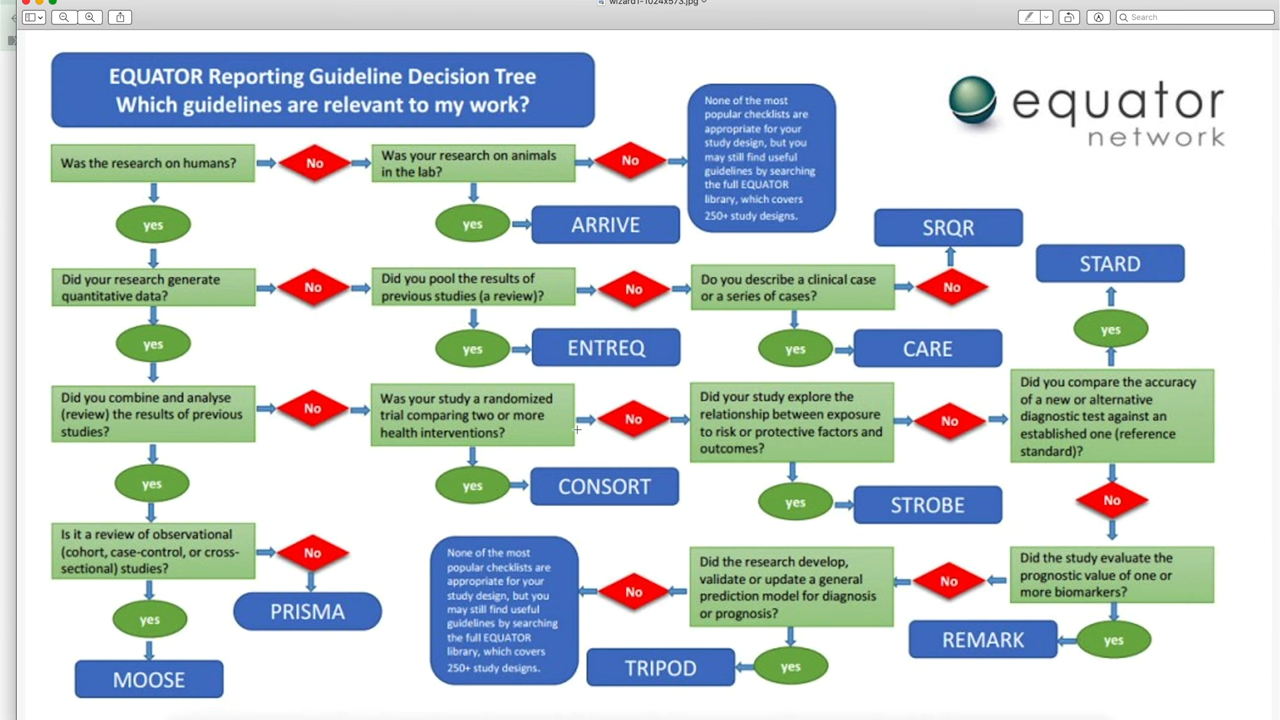 wizard1-1024x573.jpg
Search
EQUATOR Reporting Guideline Decision Tree
Which guidelines are relevant to my work?
equator
network
Was the research on humans?
No
Was your research on animals
in the lab?
No
None of the most
popular checklists are
appropriate for your
study design, but you
may still find useful
guidelines by searching
the full EQUATOR
library, which covers
250+ study designs.
yes
yes
ARRIVE
SRQR
STARD
Did your research generate
quantitative data?
No
Did you pool the results of
previous studies (a review)?
No
Do you describe a clinical case
or a series of cases?
No
yes
yes
yes
ENTREQ
yes
CARE
Did you combine and analyse
(review) the results of previous
studies?
No
Was your study a randomized
trial comparing two or more
health interventions?
No
Did your study explore the
relationship between exposure
to risk or protective factors and
outcomes?
No
Did you compare the accuracy
of a new or alternative
diagnostic test against an
established one (reference
standard)?
yes
yes
CONSORT
yes
STROBE
No
Is it a review of observational
(cohort, case-control, or cross-
sectional) studies?
No
PRISMA
None of the most
popular checklists are
appropriate for your
study design, but you
may still find useful
guidelines by searching
the full EQUATOR
library, which covers
250+ study designs.
No
Did the research develop,
validate or update a general
prediction model for diagnosis
or prognosis?
No
Did the study evaluate the
prognostic value of one or
more biomarkers?
yes
MOOSE
TRIPOD
yes
REMARK
yes